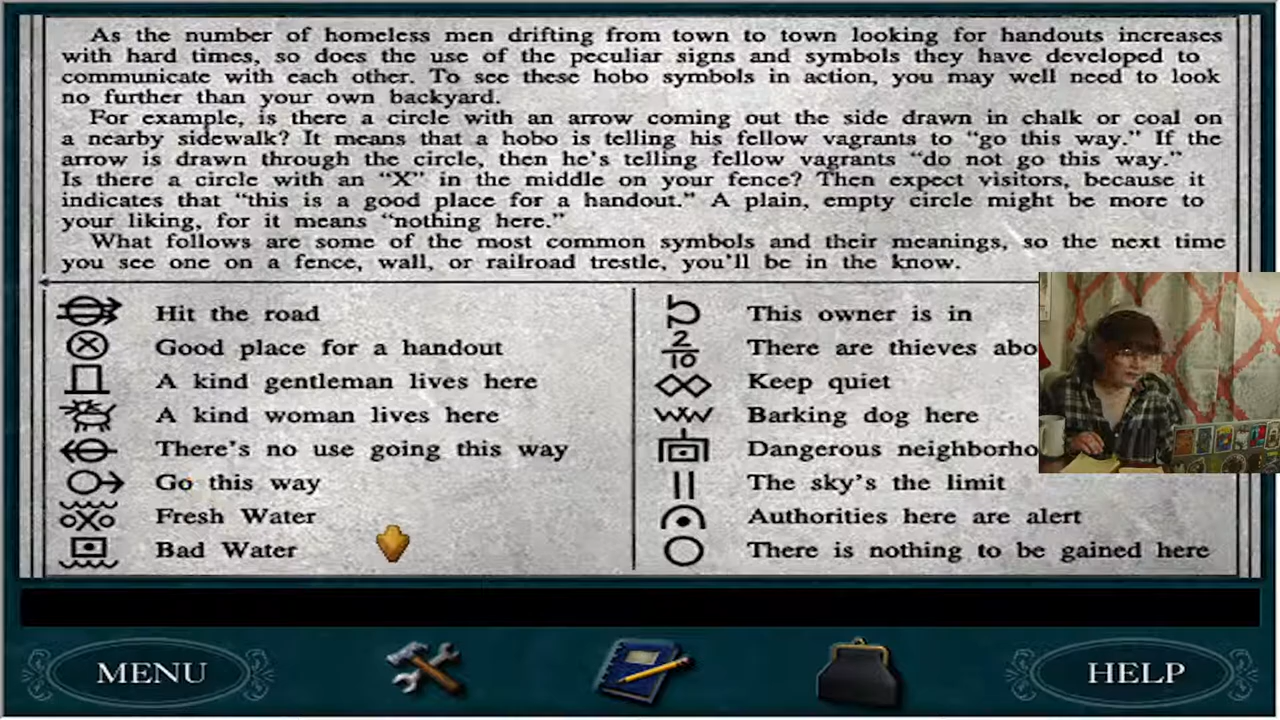 As the number of homeless men drifting from town to town looking for handouts increases
with hard times, so does the use of the peculiar signs and symbols they have developed to
communicate with each other. To see these hobo symbols in action, you may well need to look
no further than your own backyard.
For example, is there a circle with an arrow coming out the side drawn in chalk or coal on
a nearby sidewalk? It means that a hobo is telling his fellow vagrants to “go this way.” If the
arrow is drawn through the circle, then he's telling fellow vagrants “do not go this way.”
Is there a circle with an “X” in the middle on your fence? Then expect visitors, because it
indicates that “this is a good place for a handout.” A plain, empty circle might be more to
your liking, for it means “nothing here.”
What follows are some of the most common symbols and their meanings, so the next time
you see one on a fence, wall, or railroad trestle, you'll be in the know.
Hit the road
Good place for a handout
A kind gentleman lives here
A kind woman lives here
There's no use going this way
Go this way
Fresh Water
Bad Water
This owner is in
2/10 There are thieves
Keep quiet
Barking dog here
Dangerous
The sky's the limit
Authorities here are alert
There is nothing to be gained here
MENU
HELP